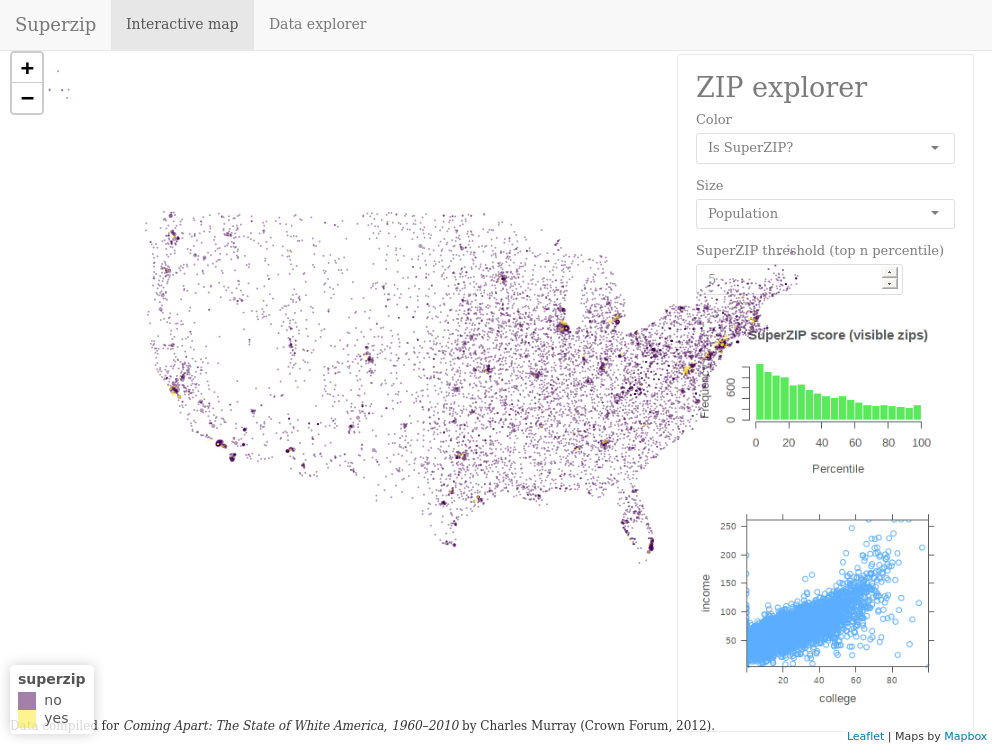 Superzip
Interactive map
Data explorer
+
−
ZIP explorer
Color
Is SuperZIP?
Size
Population
SuperZIP threshold (top n percentile)
5
SuperZIP score (visible zips)
Frequency
600
0
0 20 40 60 80 100
Percentile
250
200
150
100
50
income
20 40 60 80
college
superzip
no
yes
Data compiled for Coming Apart: The State of White America, 1960–2010 by Charles Murray (Crown Forum, 2012).
Leaflet | Maps by Mapbox